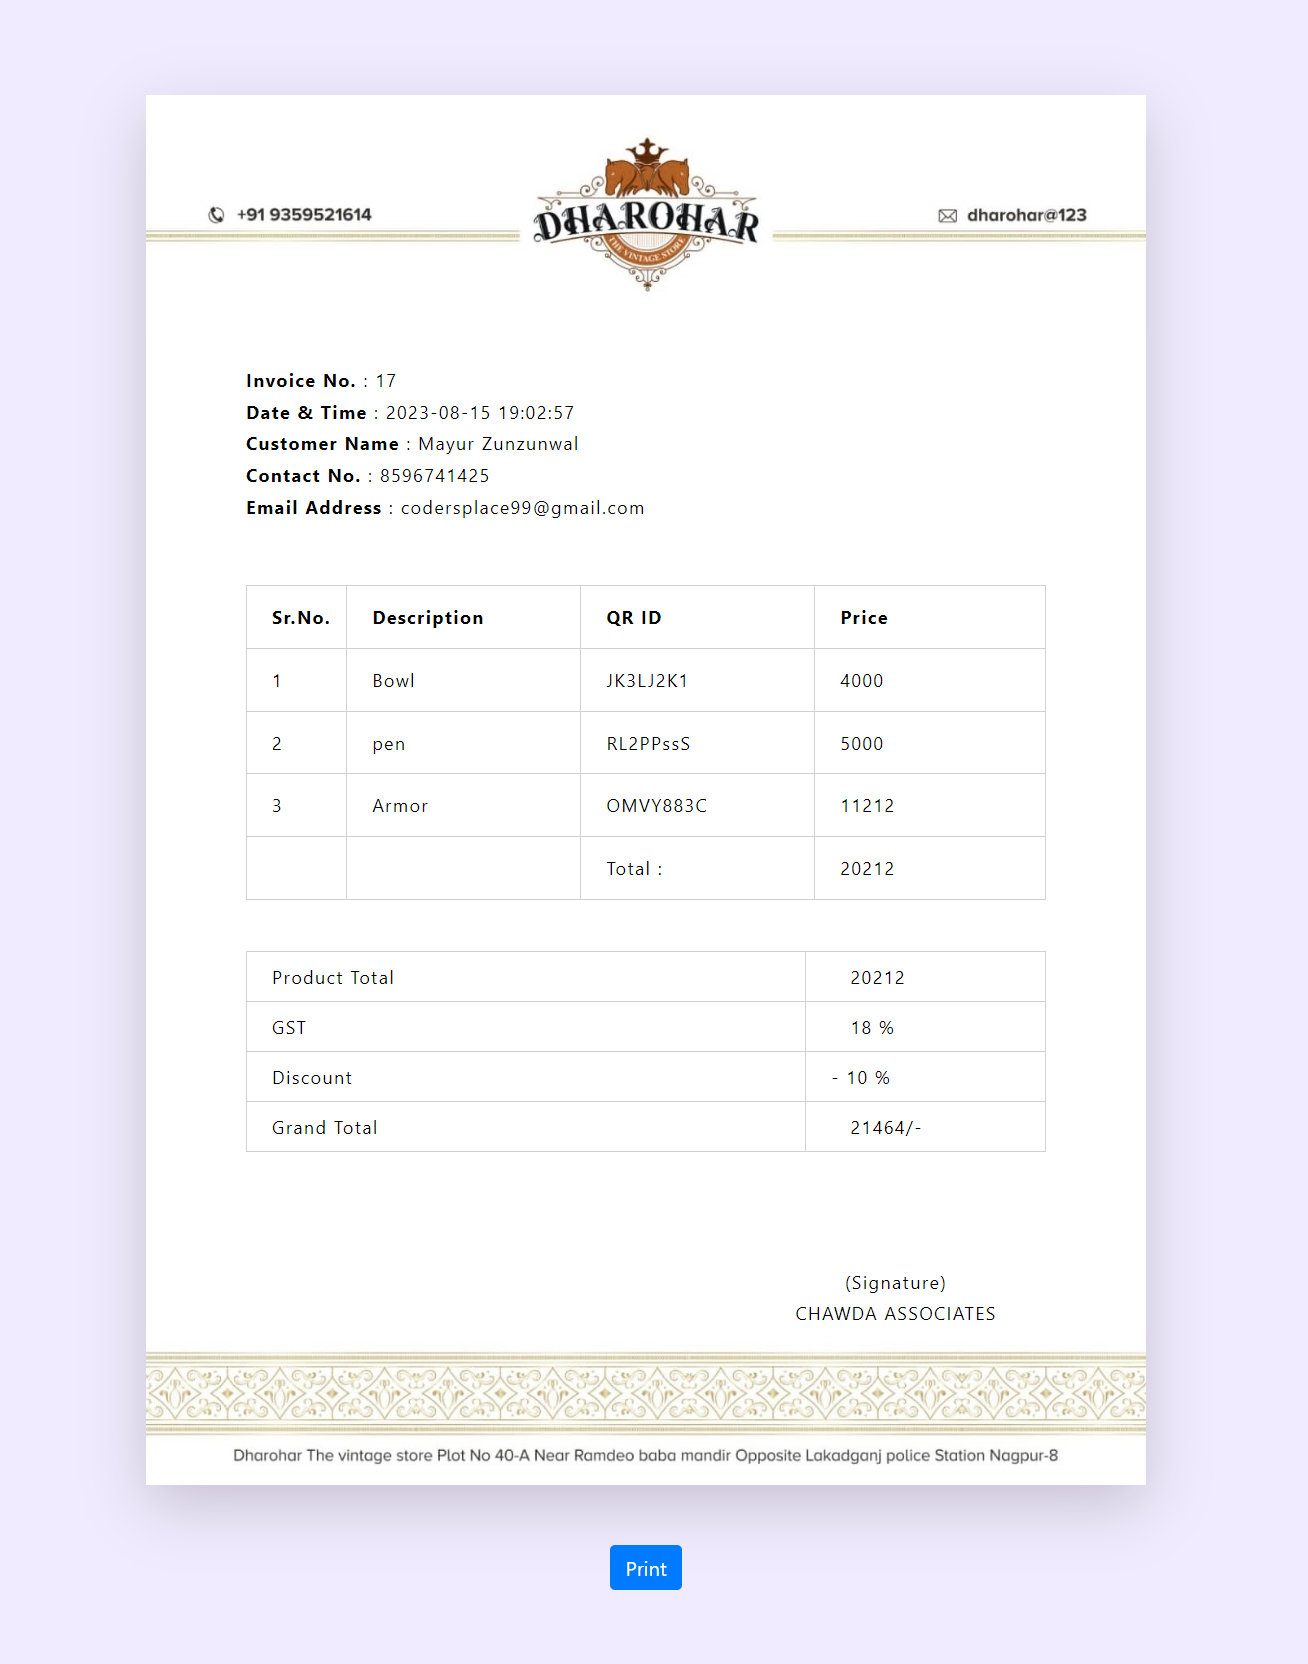 +91 9359521614
DHAROHAR
THE VINTAGE STORE
dharohar@123
Invoice No. : 17
Date & Time : 2023-08-15 19:02:57
Customer Name : Mayur Zunzunwal
Contact No. : 8596741425
Email Address : codersplace99@gmail.com
Sr.No. Description QR ID Price
1 Bowl JK3LJ2K1 4000
2 pen RL2PPssS 5000
3 Armor OMVY883C 11212
Total : 20212
Product Total 20212
GST 18 %
Discount - 10 %
Grand Total 21464/-
(Signature)
CHAWDA ASSOCIATES
Dharohar The vintage store Plot No 40-A Near Ramdeo baba mandir Opposite Lakadganj police Station Nagpur-8
Print